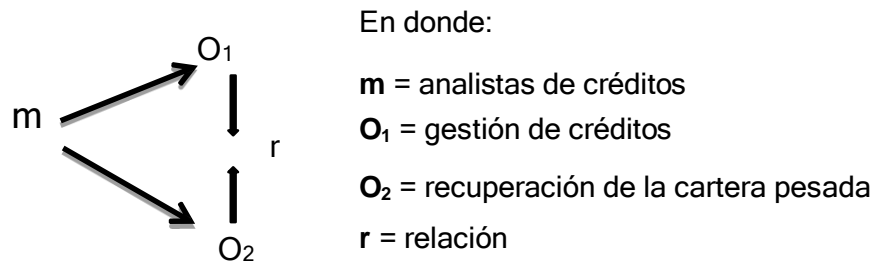 O₁
m
r
O₂
En donde:
m = analistas de créditos
O₁ = gestión de créditos
O₂ = recuperación de la cartera pesada
r = relación